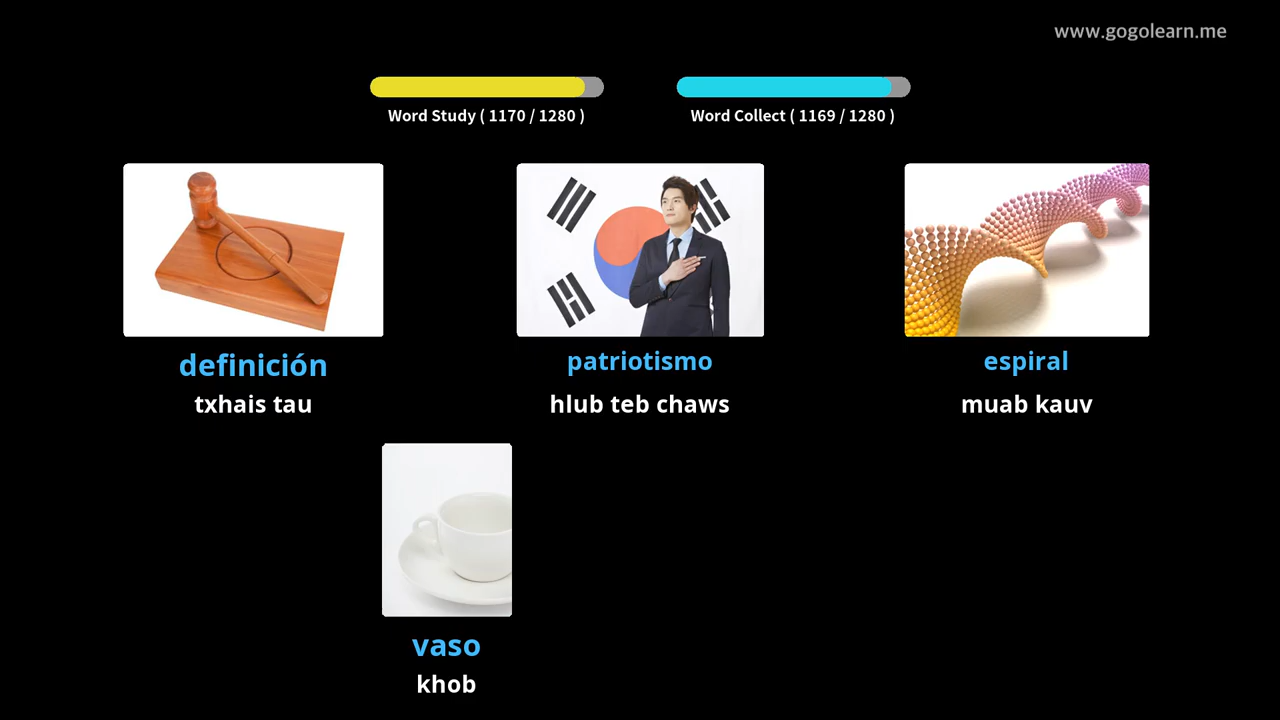 www.gogolearn.me
Word Study ( 1170 / 1280 )
Word Collect ( 1169 / 1280 )
definición
txhais tau
patriotismo
hlub teb chaws
espiral
muab kauv
vaso
khob